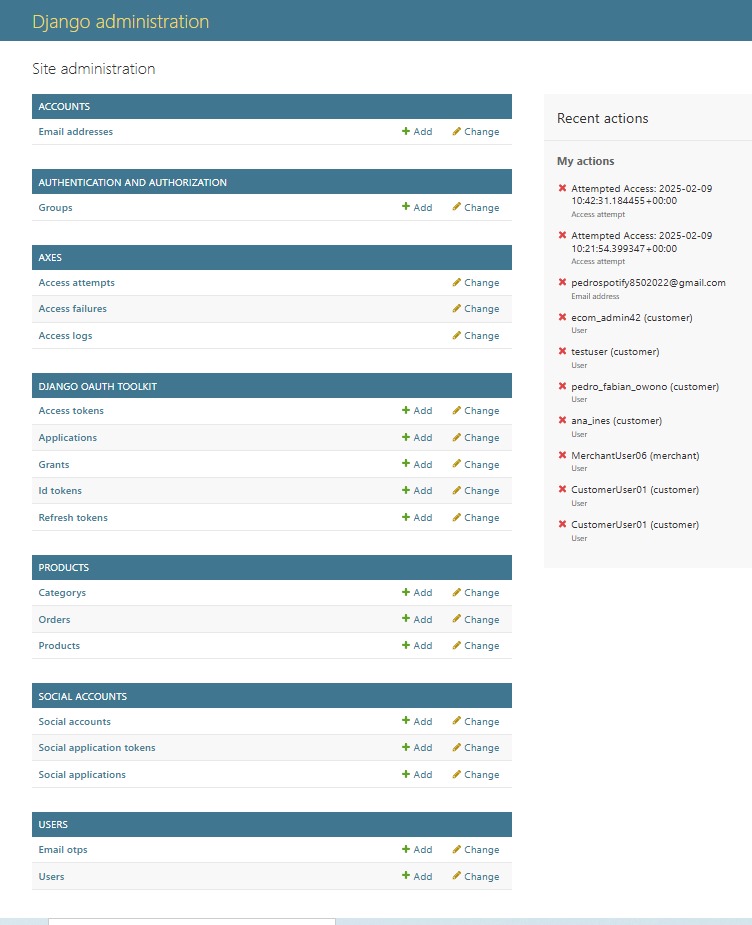 Django administration
Site administration
ACCOUNTS
Email addresses Add Change
AUTHENTICATION AND AUTHORIZATION
Groups Add Change
AXES
Access attempts Change
Access failures Change
Access logs Change
DJANGO OAUTH TOOLKIT
Access tokens Add Change
Applications Add Change
Grants Add Change
Id tokens Add Change
Refresh tokens Add Change
PRODUCTS
Categorys Add Change
Orders Add Change
Products Add Change
SOCIAL ACCOUNTS
Social accounts Add Change
Social application tokens Add Change
Social applications Add Change
USERS
Email otps Add Change
Users Add Change
Recent actions
My actions
Attempted Access: 2025-02-09
10:42:31.184455+00:00
Access attempt
Attempted Access: 2025-02-09
10:21:54.399347+00:00
Access attempt
pedrospotify8502022@gmail.com
Email address
ecom_admin42 (customer)
User
testuser (customer)
User
pedro_fabian_owono (customer)
User
ana_ines (customer)
User
MerchantUser06 (merchant)
User
CustomerUser01 (customer)
User
CustomerUser01 (customer)
User